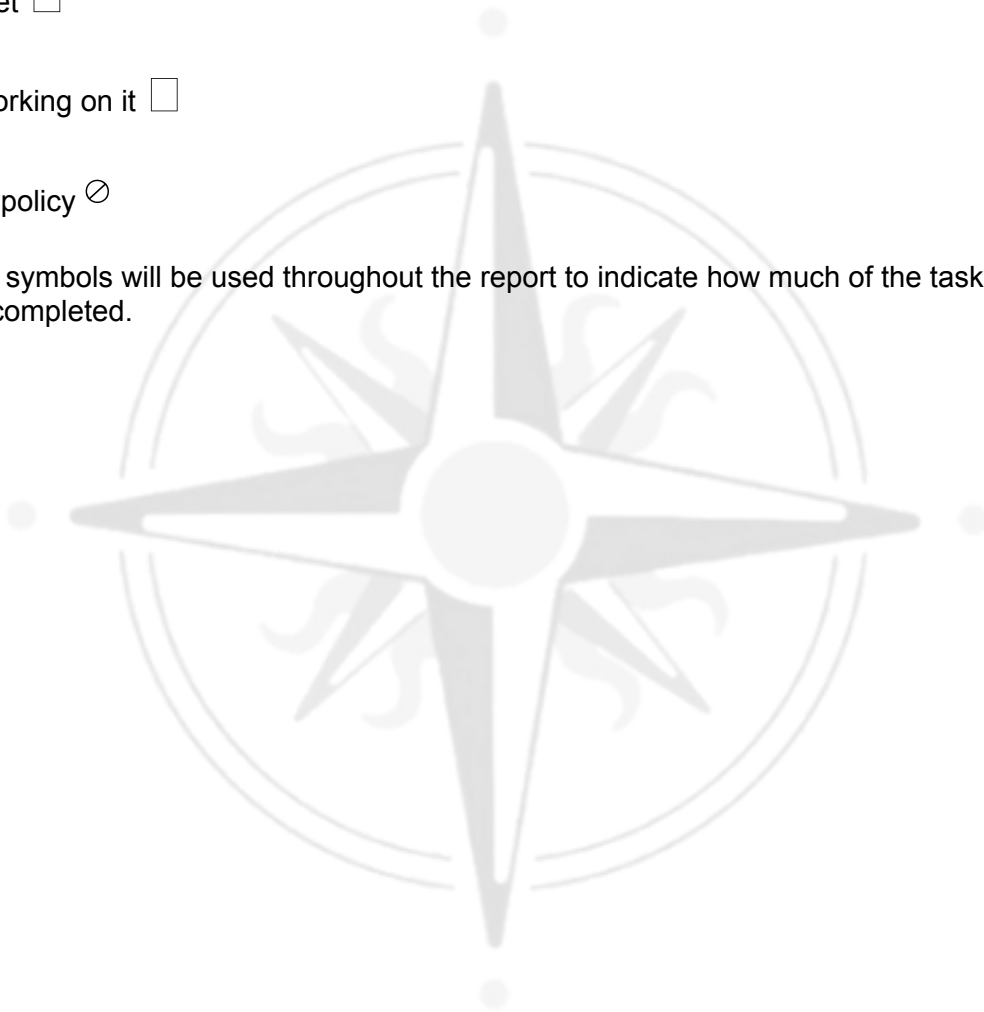 et □
orking on it □
policy ⊘
symbols will be used throughout the report to indicate how much of the task
completed.